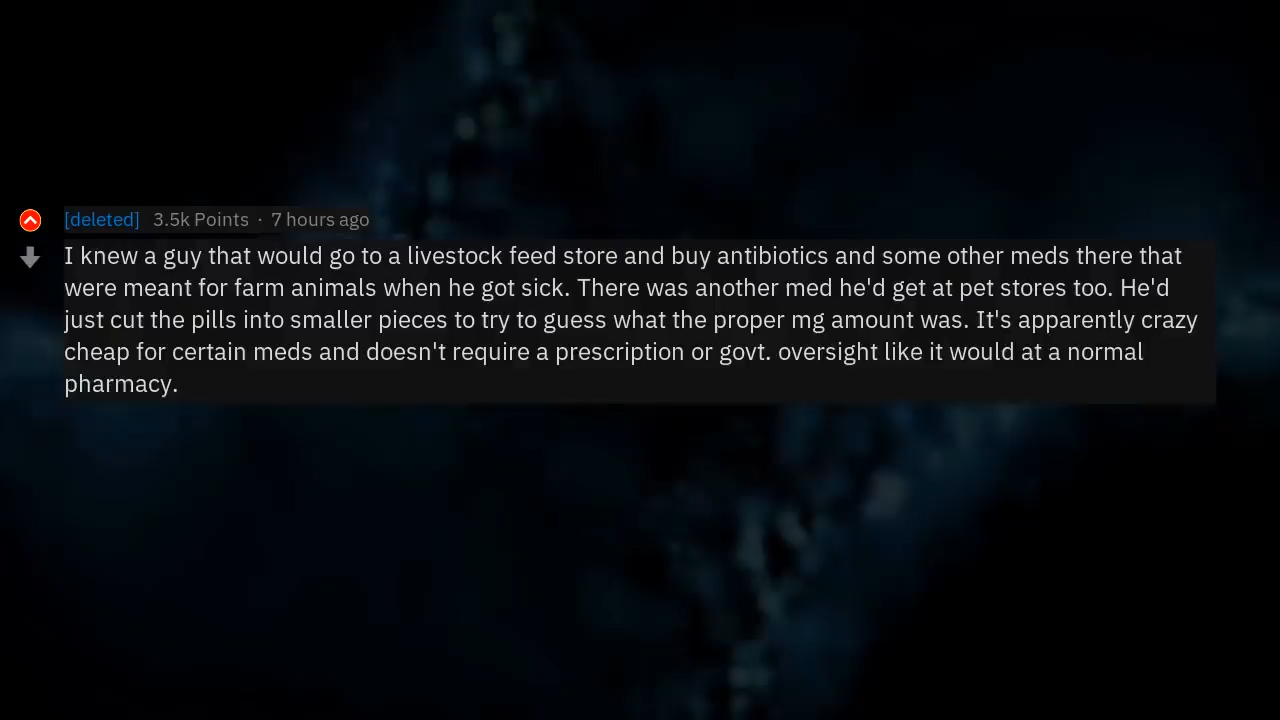 [deleted] 3.5k Points · 7 hours ago
I knew a guy that would go to a livestock feed store and buy antibiotics and some other meds there that
were meant for farm animals when he got sick. There was another med he'd get at pet stores too. He'd
just cut the pills into smaller pieces to try to guess what the proper mg amount was. It's apparently crazy
cheap for certain meds and doesn't require a prescription or govt. oversight like it would at a normal
pharmacy.